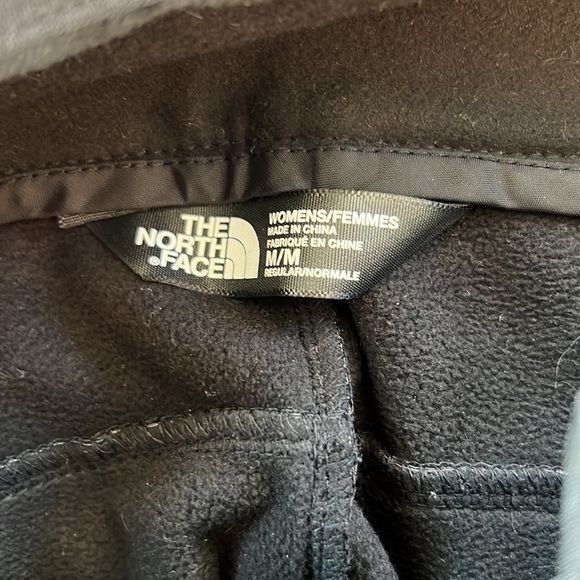 THE
NORTH
®FACE
WOMENS/FEMMES
MADE IN CHINA
FABRIQUÉ EN CHINE
M/M
REGULAR/NORMALE